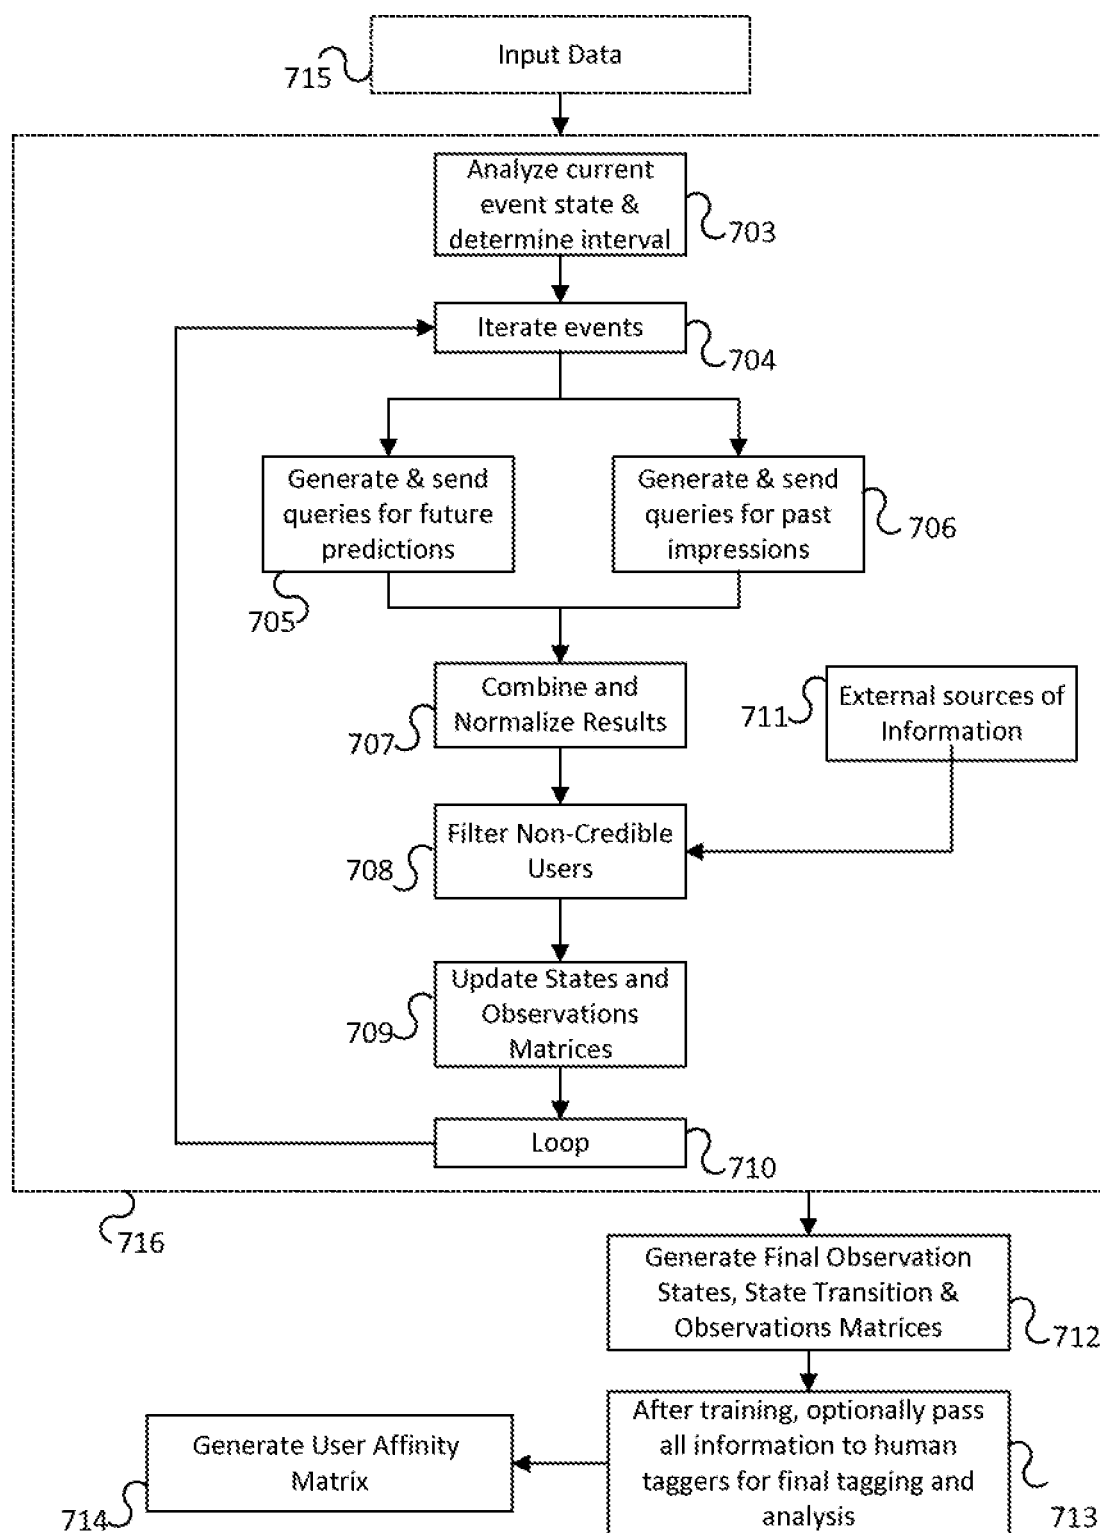 Input Data
715
Analyze current
event state &
determine interval
703
Iterate events
704
Generate & send
queries for future
predictions
705
Generate & send
queries for past
impressions
706
Combine and
Normalize Results
707
External sources of
Information
711
Filter Non-Credible
Users
708
Update States and
Observations
Matrices
709
Loop
710
716
Generate Final Observation
States, State Transition &
Observations Matrices
712
After training, optionally pass
all information to human
taggers for final tagging and
analysis
713
Generate User Affinity
Matrix
714